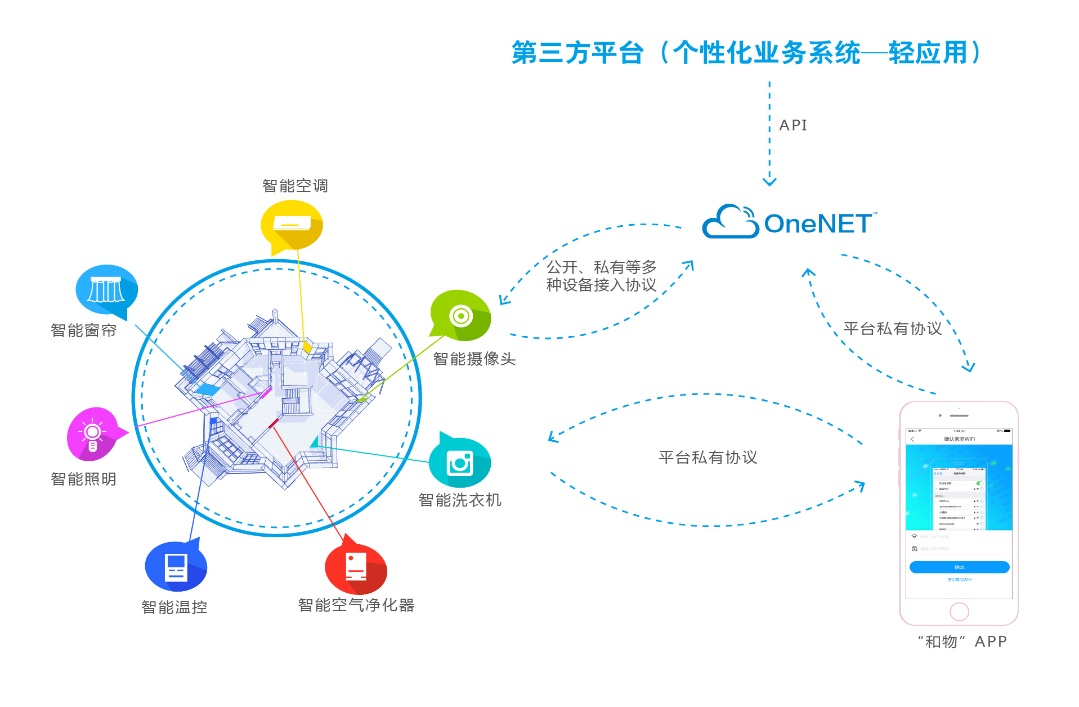 第三方平台（个性化业务系统—轻应用）
API
OneNET™
智能空调
公开、私有等多
种设备接入协议
智能窗帘
平台私有协议
智能摄像头
平台私有协议
智能照明
智能洗衣机
智能温控
智能空气净化器
“和物”APP